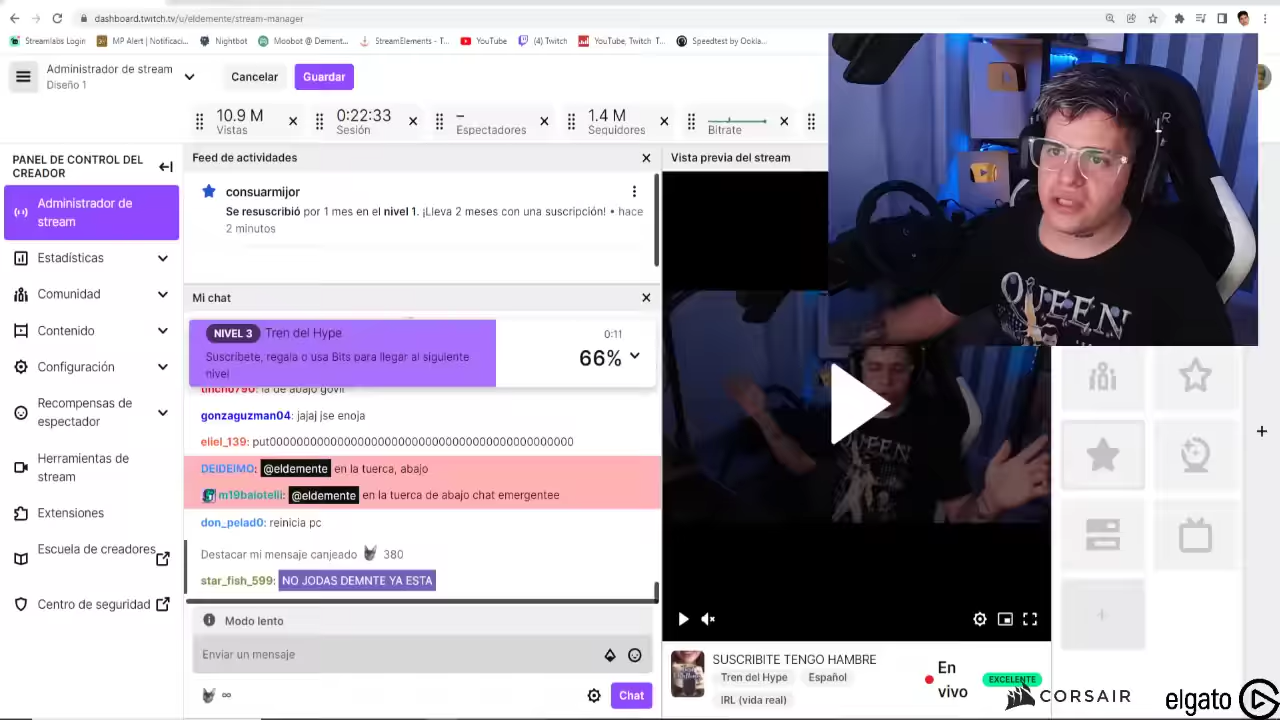 dashboard.twitch.tv/u/eldemente/stream-manager
Streamlabs Login
MP Alert | Notificaci...
Nightbot
Moobot @ Dement...
StreamElements - T...
YouTube
(4) Twitch
YouTube, Twitch T...
Speedtest by Ookla...
Administrador de stream
Diseño 1
Cancelar
Guardar
10.9 M
Vistas
0:22:33
Sesión
–
Espectadores
1.4 M
Seguidores
Bitrate
PANEL DE CONTROL DEL
CREADOR
Administrador de
stream
Estadísticas
Comunidad
Contenido
Configuración
Recompensas de
espectador
Herramientas de
stream
Extensiones
Escuela de creadores
Centro de seguridad
Feed de actividades
consuarmijor
Se resuscribió por 1 mes en el nivel 1. ¡Lleva 2 meses con una suscripción! • hace
2 minutos
Mi chat
NIVEL 3 Tren del Hype
Suscríbete, regala o usa Bits para llegar al siguiente
nivel
0:11
66%
tincho790: la de abajo govir
gonzaguzman04: jajaj jse enoja
DEIDEIMO: @eldemente en la tuerca, abajo
m19baiotelli: @eldemente en la tuerca de abajo chat emergentee
don_pelad0: reinicia pc
Destacar mi mensaje canjeado 380
star_fish_599: NO JODAS DEMNTE YA ESTA
Modo lento
Enviar un mensaje
∞
Chat
Vista previa del stream
QUEEN
QUEEN
SUSCRIBITE TENGO HAMBRE
Tren del Hype
Español
IRL (vida real)
En
vivo
EXCELENTE
CORSAIR
elgato